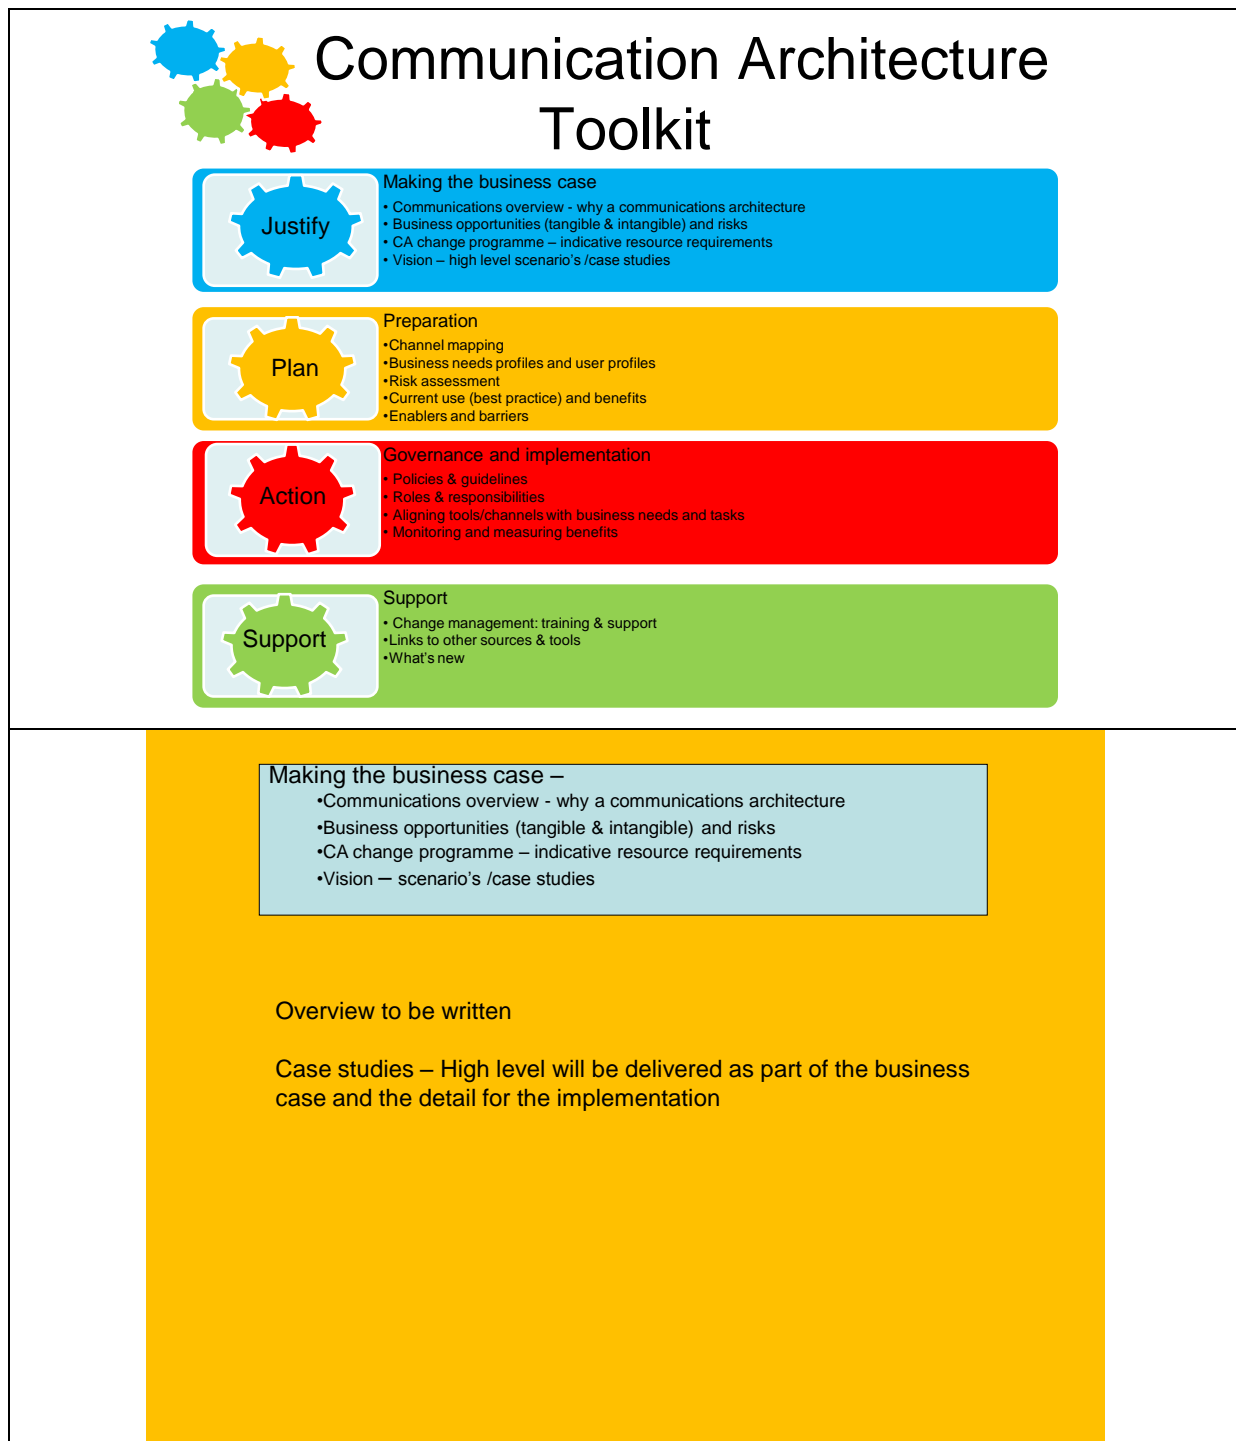 Communication Architecture
Toolkit
Justify
Making the business case
• Communications overview - why a communications architecture
• Business opportunities (tangible & intangible) and risks
• CA change programme – indicative resource requirements
• Vision – high level scenario’s /case studies
Plan
Preparation
•Channel mapping
•Business needs profiles and user profiles
•Risk assessment
•Current use (best practice) and benefits
•Enablers and barriers
Action
Governance and implementation
• Policies & guidelines
• Roles & responsibilities
• Aligning tools/channels with business needs and tasks
• Monitoring and measuring benefits
Support
Support
• Change management: training & support
•Links to other sources & tools
•What’s new
Making the business case –
•Communications overview - why a communications architecture
•Business opportunities (tangible & intangible) and risks
•CA change programme – indicative resource requirements
•Vision – scenario’s /case studies
Overview to be written
Case studies – High level will be delivered as part of the business
case and the detail for the implementation